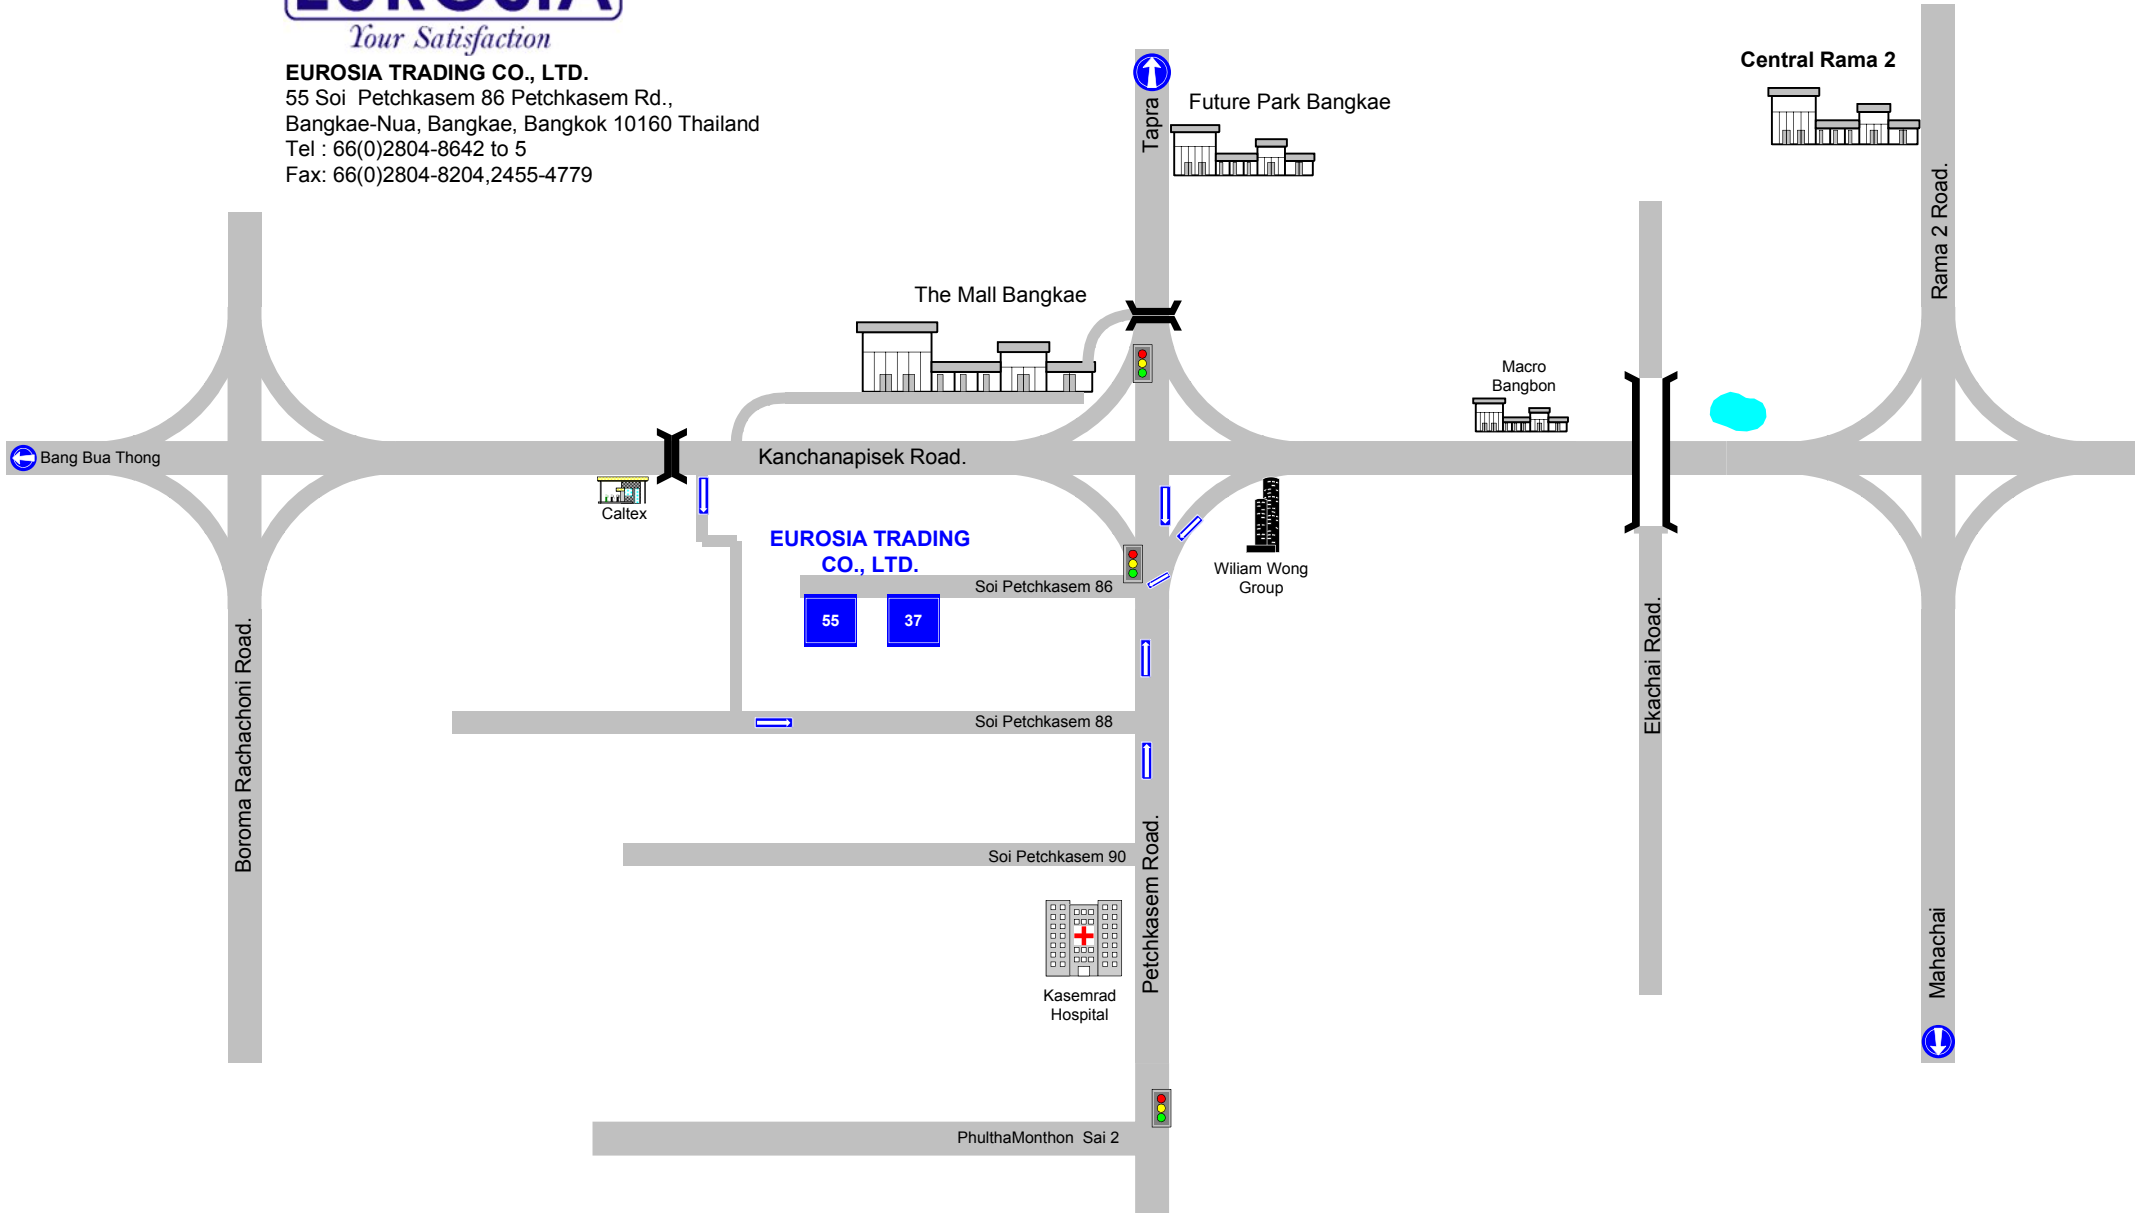 EUROSIA
Your Satisfaction
EUROSIA TRADING CO., LTD.
55 Soi  Petchkasem 86 Petchkasem Rd.,
Bangkae-Nua, Bangkae, Bangkok 10160 Thailand
Tel : 66(0)2804-8642 to 5
Fax: 66(0)2804-8204,2455-4779
Tapra
Future Park Bangkae
Central Rama 2
Rama 2 Road.
The Mall Bangkae
Macro
Bangbon
Bang Bua Thong
Kanchanapisek Road.
Caltex
EUROSIA TRADING
CO., LTD.
Soi Petchkasem 86
55
37
Wiliam Wong
Group
Boroma Rachachoni Road.
Ekachai Road.
Soi Petchkasem 88
Petchkasem Road.
Soi Petchkasem 90
Kasemrad
Hospital
Mahachai
PhulthaMonthon  Sai 2